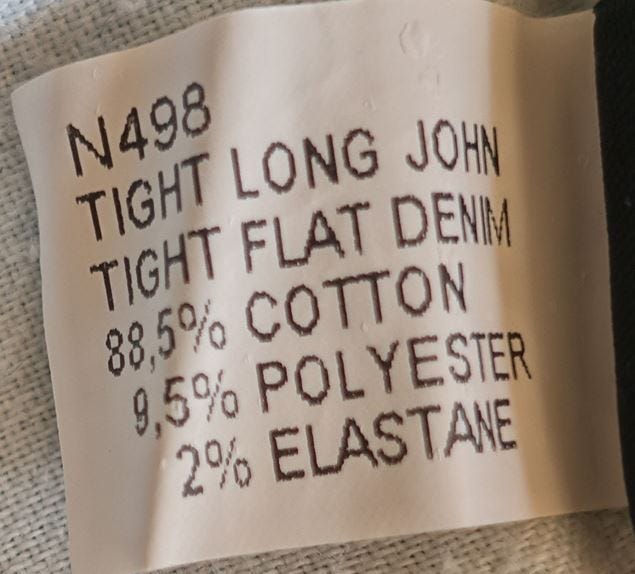 N498
TIGHT LONG JOHN
TIGHT FLAT DENIM
88,5% COTTON
9,5% POLYESTER
2% ELASTANE